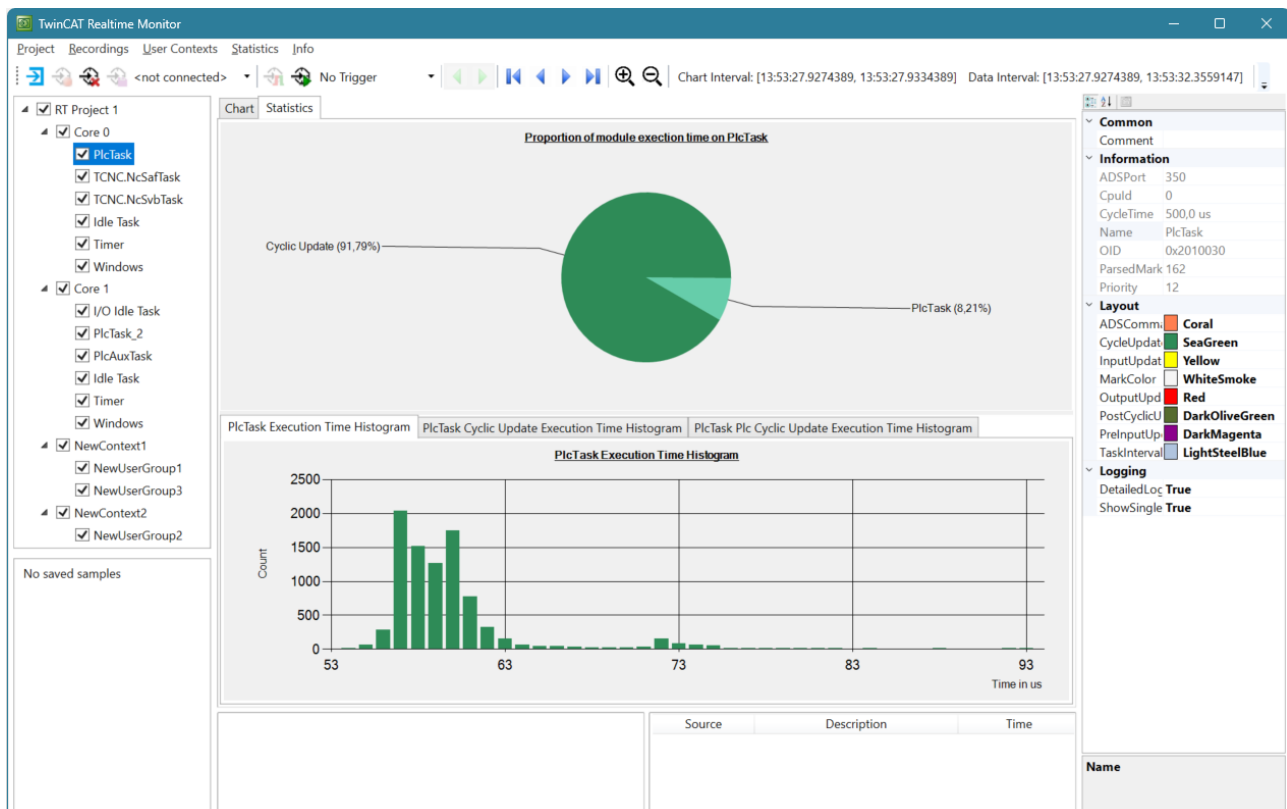 TwinCAT Realtime Monitor
Project Recordings User Contexts Statistics Info
<not connected> No Trigger Chart Interval: [13:53:27.9274389, 13:53:27.9334389] Data Interval: [13:53:27.9274389, 13:53:32.3559147]
RT Project 1
Core 0
PlcTask
TCNC.NcSafTask
TCNC.NcSvbTask
Idle Task
Timer
Windows
Core 1
I/O Idle Task
PlcTask_2
PlcAuxTask
Idle Task
Timer
Windows
NewContext1
NewUserGroup1
NewUserGroup3
NewContext2
NewUserGroup2
No saved samples
Chart Statistics
Proportion of module exection time on PlcTask
Cyclic Update (91,79%)
PlcTask (8,21%)
PlcTask Execution Time Histogram PlcTask Cyclic Update Execution Time Histogram PlcTask Plc Cyclic Update Execution Time Histogram
PlcTask Execution Time Histogram
Count
2500
2000
1500
1000
500
0
53 63 73 83 93
Time in us
Source Description Time
Common
Comment
Information
ADSPort 350
CpuId 0
CycleTime 500,0 us
Name PlcTask
OID 0x2010030
ParsedMark 162
Priority 12
Layout
ADSComma Coral
CycleUpdat SeaGreen
InputUpdat Yellow
MarkColor WhiteSmoke
OutputUpd Red
PostCyclicU DarkOliveGreen
PreInputUp DarkMagenta
TaskInterval LightSteelBlue
Logging
DetailedLog True
ShowSingle True
Name